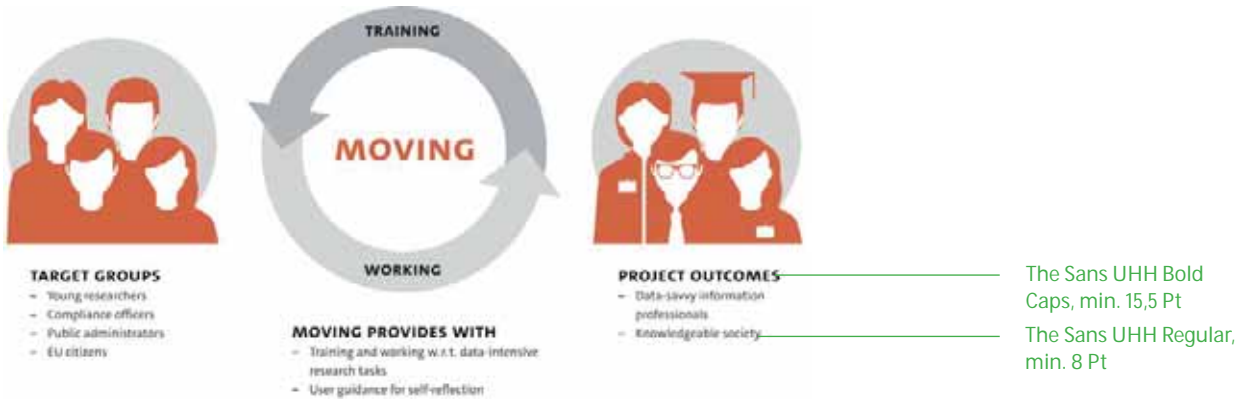 TRAINING
MOVING
WORKING
TARGET GROUPS
– Young researchers
– Compliance officers
– Public administrators
– EU citizens
MOVING PROVIDES WITH
– Training and working w.r.t. data-intensive
research tasks
– User guidance for self-reflection
PROJECT OUTCOMES
– Data-savvy information
professionals
– Knowledgeable society
The Sans UHH Bold
Caps, min. 15,5 Pt
The Sans UHH Regular,
min. 8 Pt